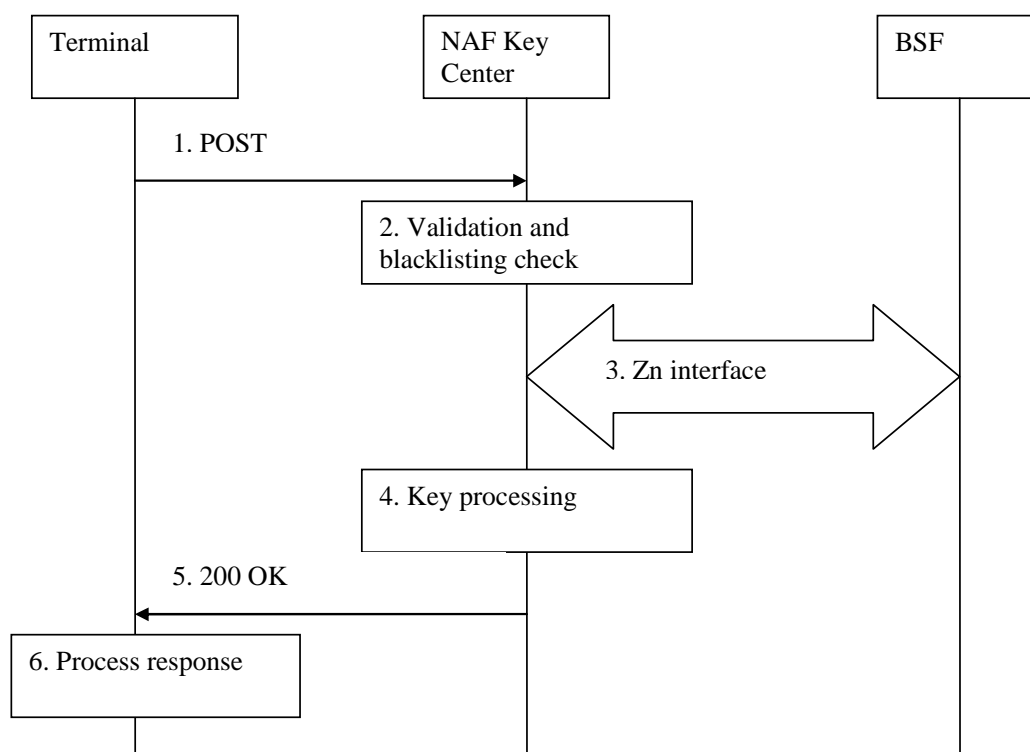 Terminal
NAF Key
Center
BSF
1. POST
2. Validation and
blacklisting check
3. Zn interface
4. Key processing
5. 200 OK
6. Process response